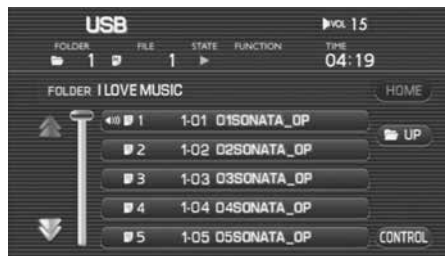 USB VOL 15
FOLDER FILE STATE FUNCTION TIME
1 1 04:19
FOLDER I LOVE MUSIC HOME
1 1-01 01SONATA_OP
UP
2 1-02 02SONATA_OP
3 1-03 03SONATA_OP
4 1-04 04SONATA_OP
5 1-05 05SONATA_OP CONTROL